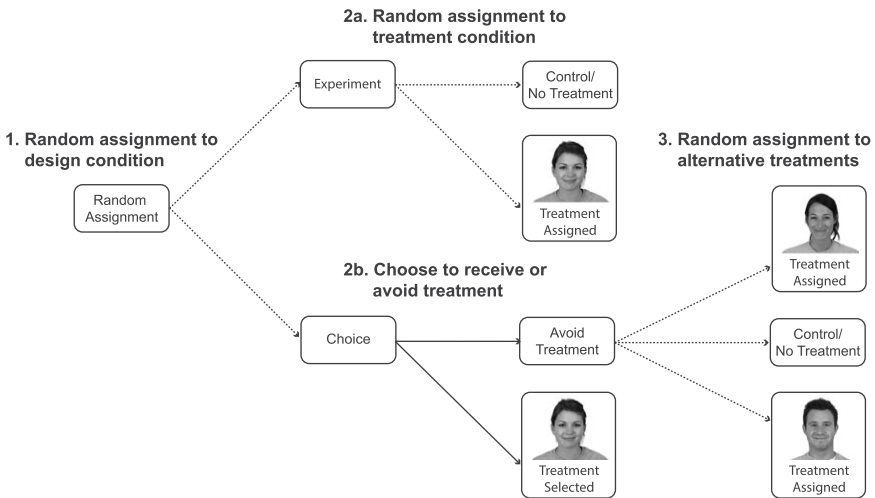 2a. Random assignment to
treatment condition
Experiment
Control/
No Treatment
Treatment
Assigned
1. Random assignment to
design condition
Random
Assignment
3. Random assignment to
alternative treatments
Treatment
Assigned
2b. Choose to receive or
avoid treatment
Choice
Avoid
Treatment
Control/
No Treatment
Treatment
Selected
Treatment
Assigned